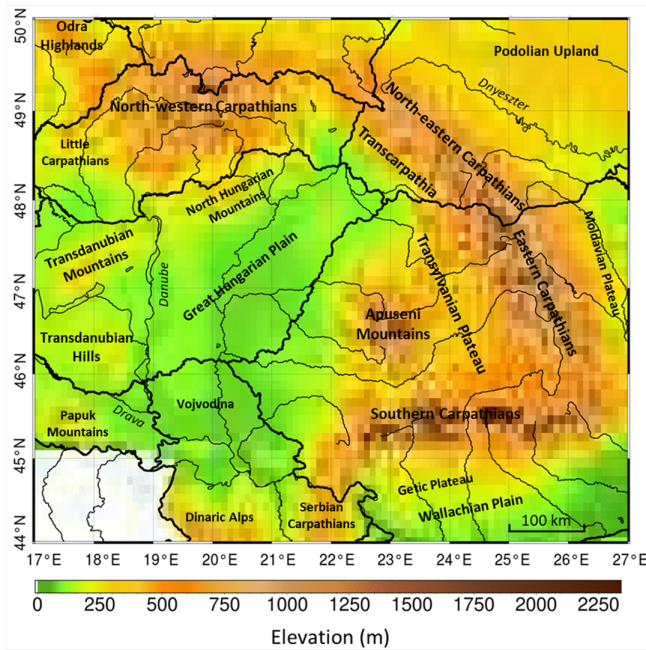 50°N
49°N
48°N
47°N
46°N
45°N
44°N
Odra
Highlands
Podolian Upland
Dnyeszter
North-western Carpathians
North-eastern Carpathians
Little
Carpathians
Transcarpathia
North Hungarian
Mountains
Moldavian Plateau
Transdanubian
Mountains
Danube
Great Hungarian Plain
Transylvanian Plateau
Eastern Carpathians
Apuseni
Mountains
Transdanubian
Hills
Papuk
Mountains
Drava
Vojvodina
Southern Carpathians
Getic Plateau
Wallachian Plain
Dinaric Alps
Serbian
Carpathians
100 km
17°E 18°E 19°E 20°E 21°E 22°E 23°E 24°E 25°E 26°E 27°E
0 250 500 750 1000 1250 1500 1750 2000 2250
Elevation (m)